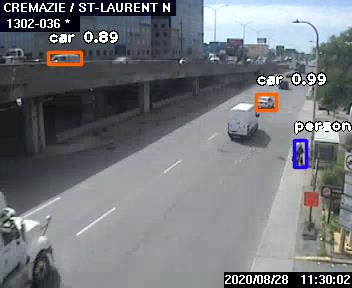 CREMAZIE / ST-LAURENT N
1302-036 *
car 0.89
car 0.99
person
2020/08/28 11:30:02